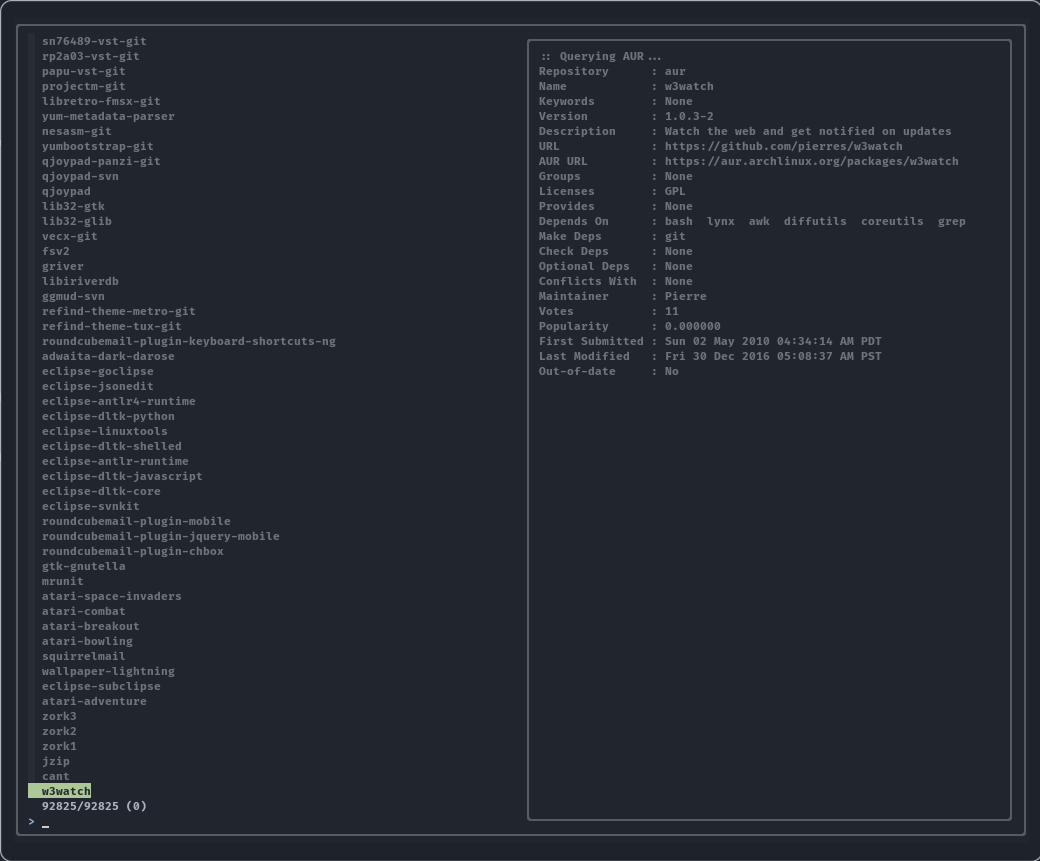 sn76489-vst-git
rp2a03-vst-git
papu-vst-git
projectm-git
libretro-fmsx-git
yum-metadata-parser
nesasm-git
yumbootstrap-git
qjoypad-panzi-git
qjoypad-svn
qjoypad
lib32-gtk
lib32-glib
vecx-git
fsv2
griver
libiriverdb
ggmud-svn
refind-theme-metro-git
refind-theme-tux-git
roundcubemail-plugin-keyboard-shortcuts-ng
adwaita-dark-darose
eclipse-goclipse
eclipse-jsonedit
eclipse-antlr4-runtime
eclipse-dltk-python
eclipse-linuxtools
eclipse-dltk-shelled
eclipse-antlr-runtime
eclipse-dltk-javascript
eclipse-dltk-core
eclipse-svnkit
roundcubemail-plugin-mobile
roundcubemail-plugin-jquery-mobile
roundcubemail-plugin-chbox
gtk-gnutella
mrunit
atari-space-invaders
atari-combat
atari-breakout
atari-bowling
squirrelmail
wallpaper-lightning
eclipse-subclipse
atari-adventure
zork3
zork2
zork1
jzip
cant
w3watch
92825/92825 (0)
> _
:: Querying AUR...
Repository : aur
Name : w3watch
Keywords : None
Version : 1.0.3-2
Description : Watch the web and get notified on updates
URL : https://github.com/pierres/w3watch
AUR URL : https://aur.archlinux.org/packages/w3watch
Groups : None
Licenses : GPL
Provides : None
Depends On : bash lynx awk diffutils coreutils grep
Make Deps : git
Check Deps : None
Optional Deps : None
Conflicts With : None
Maintainer : Pierre
Votes : 11
Popularity : 0.000000
First Submitted : Sun 02 May 2010 04:34:14 AM PDT
Last Modified : Fri 30 Dec 2016 05:08:37 AM PST
Out-of-date : No